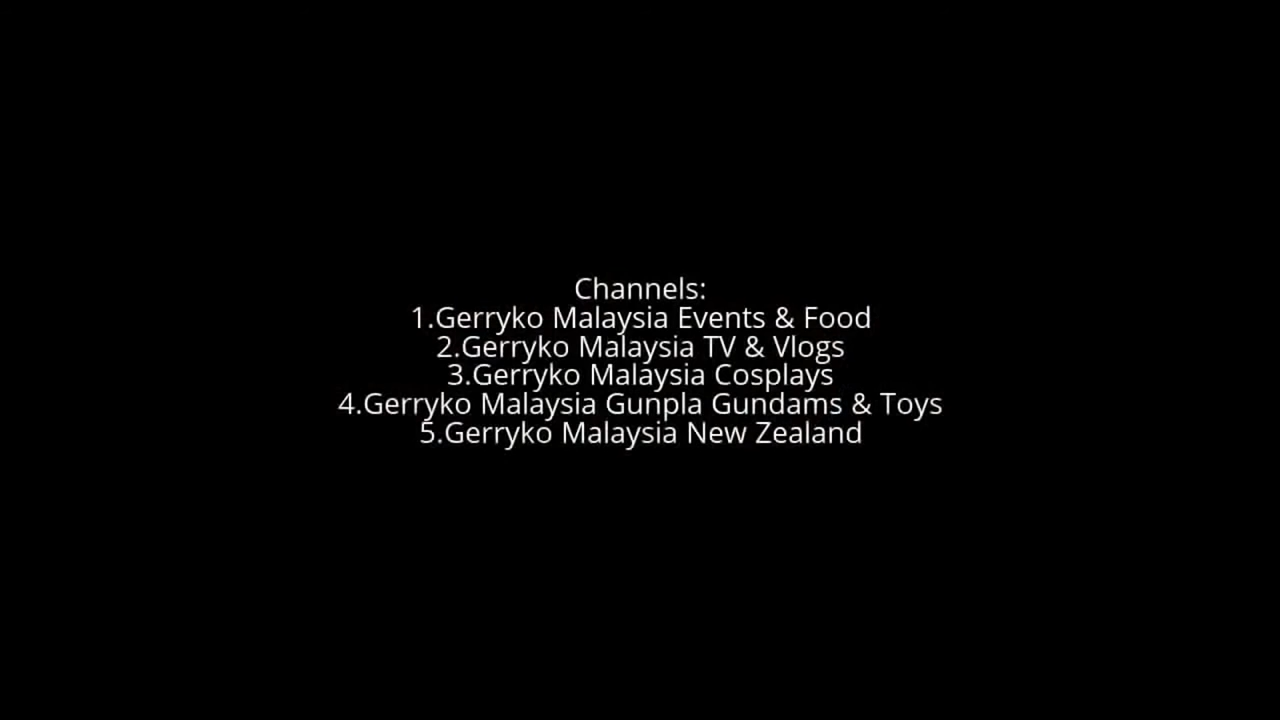 Channels:
1.Gerryko Malaysia Events & Food
2.Gerryko Malaysia TV & Vlogs
3.Gerryko Malaysia Cosplays
4.Gerryko Malaysia Gunpla Gundams & Toys
5.Gerryko Malaysia New Zealand